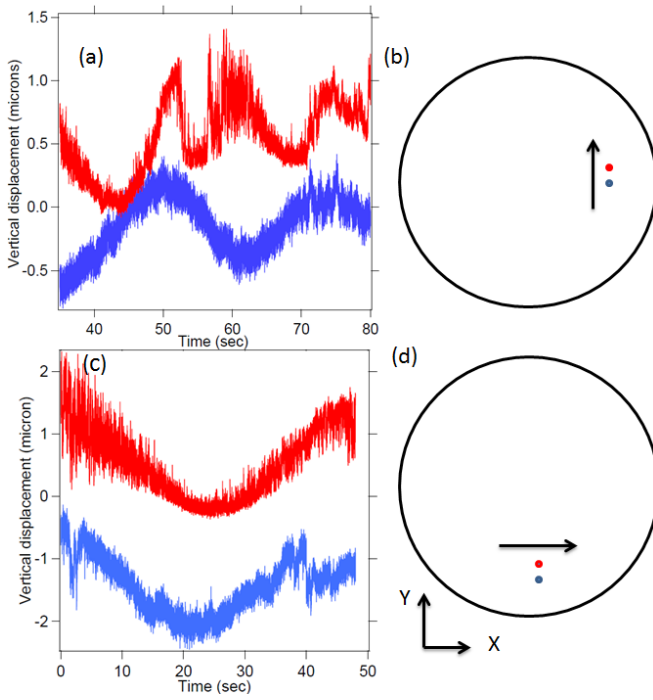 (a)
Vertical displacement (microns)
1.5
1.0
0.5
0.0
-0.5
40
50
60
70
80
Time (sec)
(b)
(c)
Vertical displacement (micron)
2
1
0
-1
-2
0
10
20
30
40
50
Time (sec)
(d)
Y
X